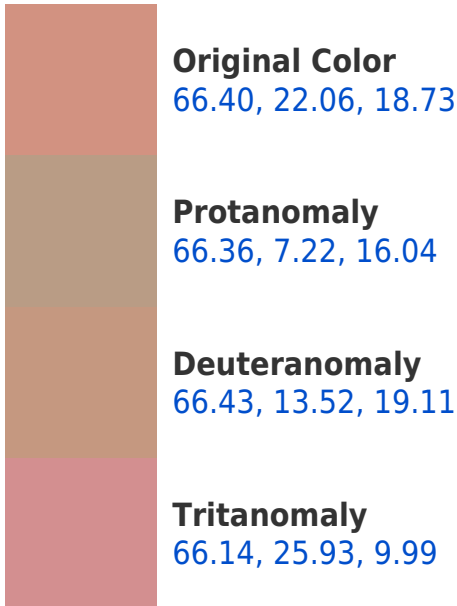 Original Color
66.40, 22.06, 18.73
Protanomaly
66.36, 7.22, 16.04
Deuteranomaly
66.43, 13.52, 19.11
Tritanomaly
66.14, 25.93, 9.99